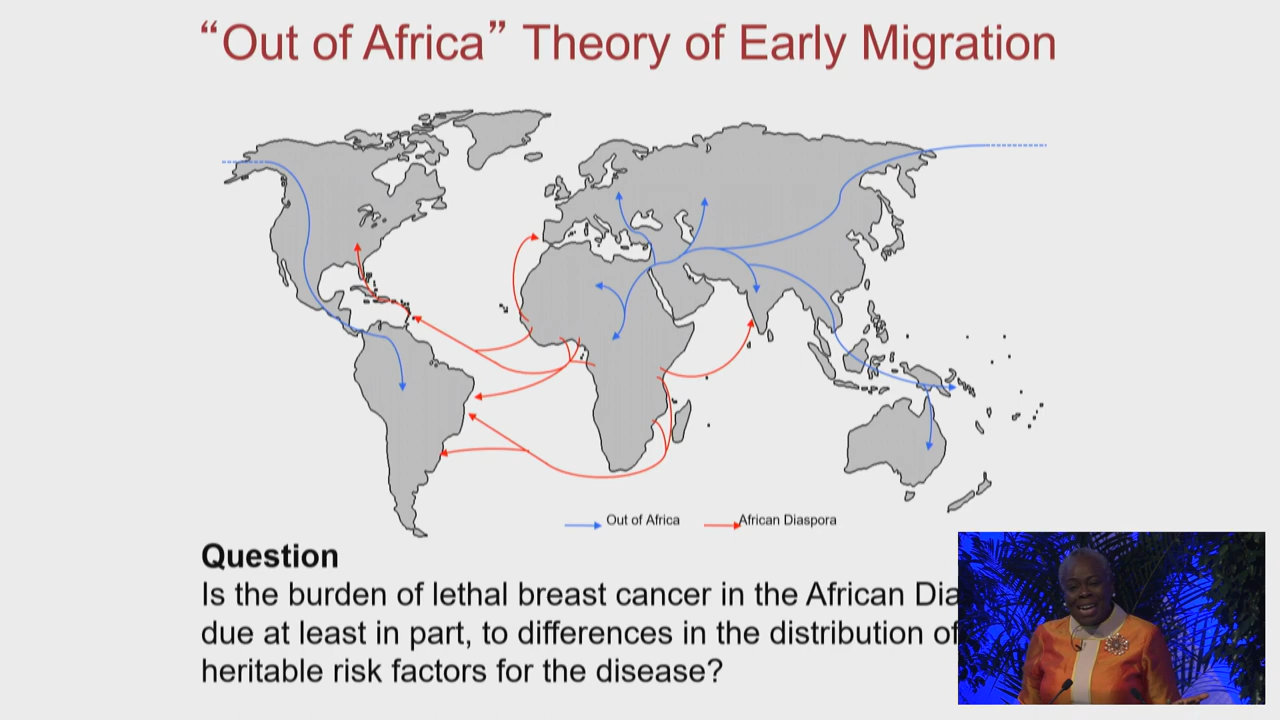 “Out of Africa” Theory of Early Migration
Out of Africa
African Diaspora
Question
Is the burden of lethal breast cancer in the African Dia
due at least in part, to differences in the distribution of
heritable risk factors for the disease?